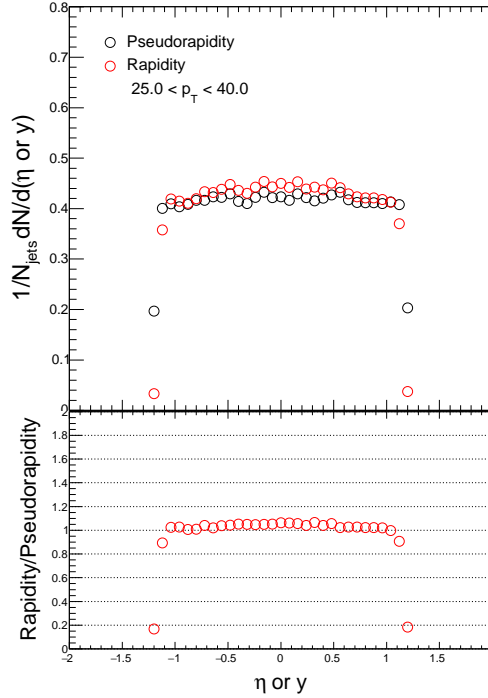 0.8
0.7
0.6
0.5
0.4
0.3
0.2
0.1
0
1/N_jets dN/d(η or y)
Pseudorapidity
Rapidity
25.0 < p_T < 40.0
2
1.8
1.6
1.4
1.2
1
0.8
0.6
0.4
0.2
0
Rapidity/Pseudorapidity
−2 −1.5 −1 −0.5 0 0.5 1 1.5
η or y